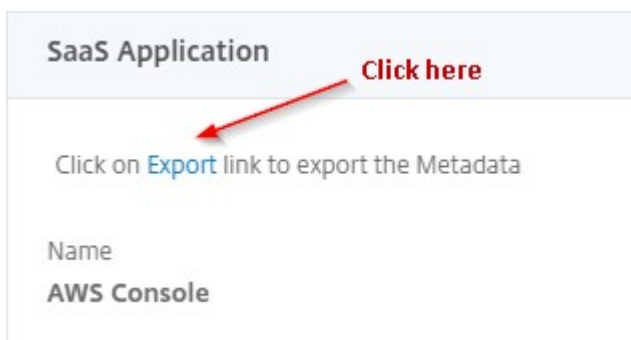 SaaS Application
Click here
Click on Export link to export the Metadata
Name
AWS Console